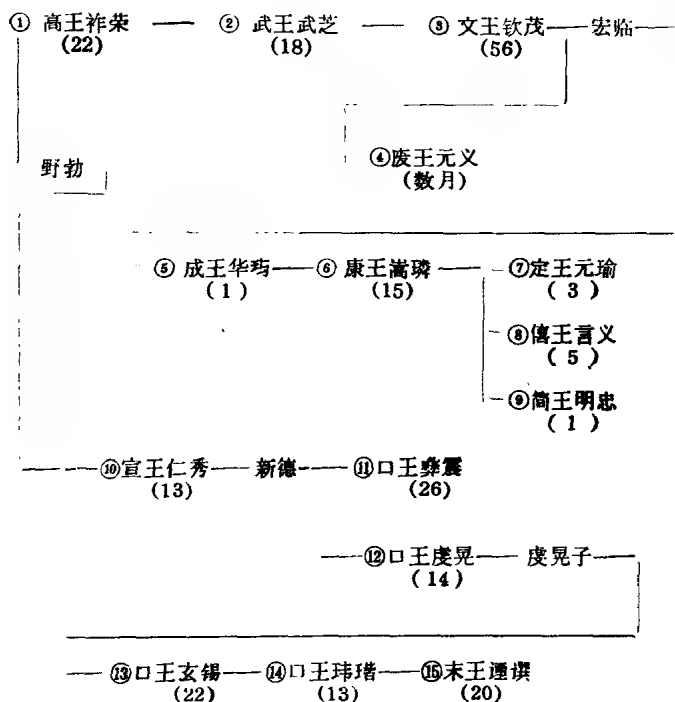 ① 高王祚荣 ② 武王武芝 ③ 文王钦茂 宏临
(22) (18) (56)
④废王元义
(数月)
野勃
⑤ 成王华玙 ⑥ 康王嵩璘 ⑦定王元瑜
(1) (15) (3)
⑧僖王言义
(5)
⑨简王明忠
(1)
⑩宣王仁秀 新德 ⑪口王彝震
(13) (26)
⑫口王虔晃 虔晃子
(14)
⑬口王玄锡 ⑭口王玮瑎 ⑮末王𬤇譔
(22) (13) (20)